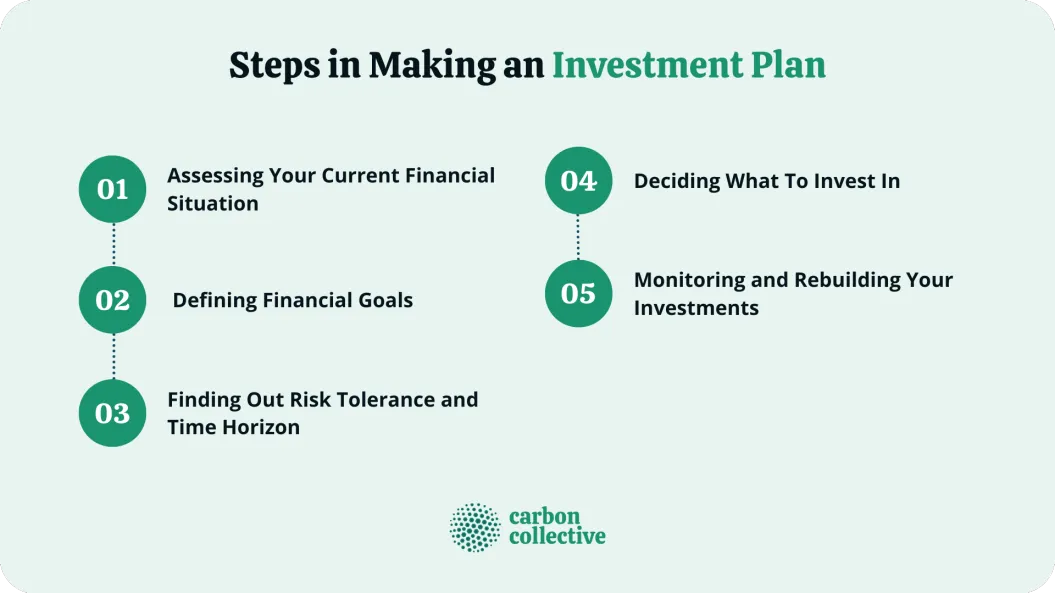 Steps in Making an Investment Plan
01
Assessing Your Current Financial
Situation
02
Defining Financial Goals
03
Finding Out Risk Tolerance and
Time Horizon
04
Deciding What To Invest In
05
Monitoring and Rebuilding Your
Investments
carbon
collective